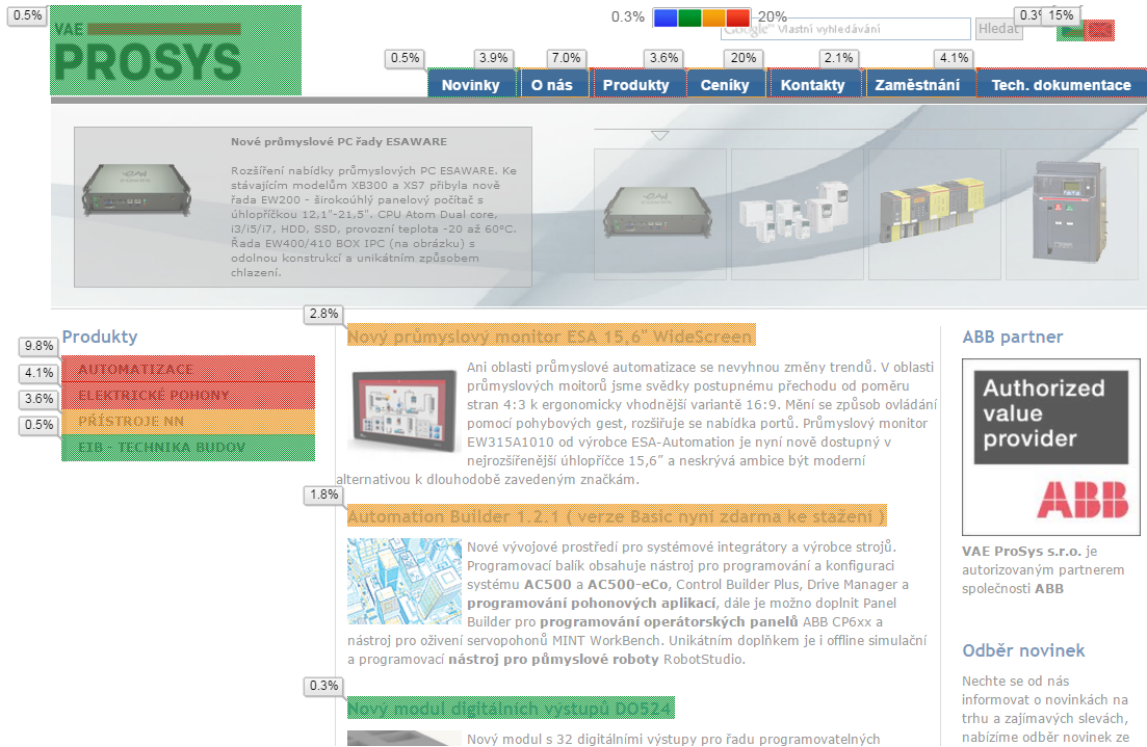 0.5%
VAE
PROSYS
0.3%
20%
Google™ Vlastní vyhledávání
Hledat
0.3%
15%
0.5%
3.9%
7.0%
3.6%
20%
2.1%
4.1%
Novinky
O nás
Produkty
Ceníky
Kontakty
Zaměstnání
Tech. dokumentace
Nové průmyslové PC řady ESAWARE
Rozšíření nabídky průmyslových PC ESAWARE. Ke
stávajícím modelům XB300 a XS7 přibyla nově
řada EW200 - širokoúhlý panelový počítač s
úhlopříčkou 12,1"-21,5", CPU Atom Dual core,
i3/i5/i7, HDD, SSD, provozní teplota -20 až 60°C.
Řada EW400/410 BOX IPC (na obrázku) s
odolnou konstrukcí a unikátním způsobem
chlazení.
Produkty
9.8%
AUTOMATIZACE
4.1%
ELEKTRICKÉ POHONY
3.6%
PŘÍSTROJE NN
0.5%
EIB - TECHNIKA BUDOV
2.8%
Nový průmyslový monitor ESA 15,6" WideScreen
Ani oblasti průmyslové automatizace se nevyhnou změny trendů. V oblasti
průmyslových moitorů jsme svědky postupnému přechodu od poměru
stran 4:3 k ergonomicky vhodnější variantě 16:9. Mění se způsob ovládání
pomocí pohybových gest, rozšiřuje se nabídka portů. Průmyslový monitor
EW315A1010 od výrobce ESA-Automation je nyní nově dostupný v
nejrozšířenější úhlopříčce 15,6” a neskrývá ambice být moderní
alternativou k dlouhodobě zavedeným značkám.
1.8%
Automation Builder 1.2.1 ( verze Basic nyní zdarma ke stažení )
Nové vývojové prostředí pro systémové integrátory a výrobce strojů.
Programovací balík obsahuje nástroj pro programování a konfiguraci
systému AC500 a AC500-eCo, Control Builder Plus, Drive Manager a
programování pohonových aplikací, dále je možno doplnit Panel
Builder pro programování operátorských panelů ABB CP6xx a
nástroj pro oživení servopohonů MINT WorkBench. Unikátním doplňkem je i offline simulační
a programovací nástroj pro půmyslové roboty RobotStudio.
0.3%
Nový modul digitálních výstupů DO524
Nový modul s 32 digitálními výstupy pro řadu programovatelných
ABB partner
Authorized
value
provider
ABB
VAE ProSys s.r.o. je
autorizovaným partnerem
společnosti ABB
Odběr novinek
Nechte se od nás
informovat o novinkách na
trhu a zajímavých slevách,
nabízíme odběr novinek ze